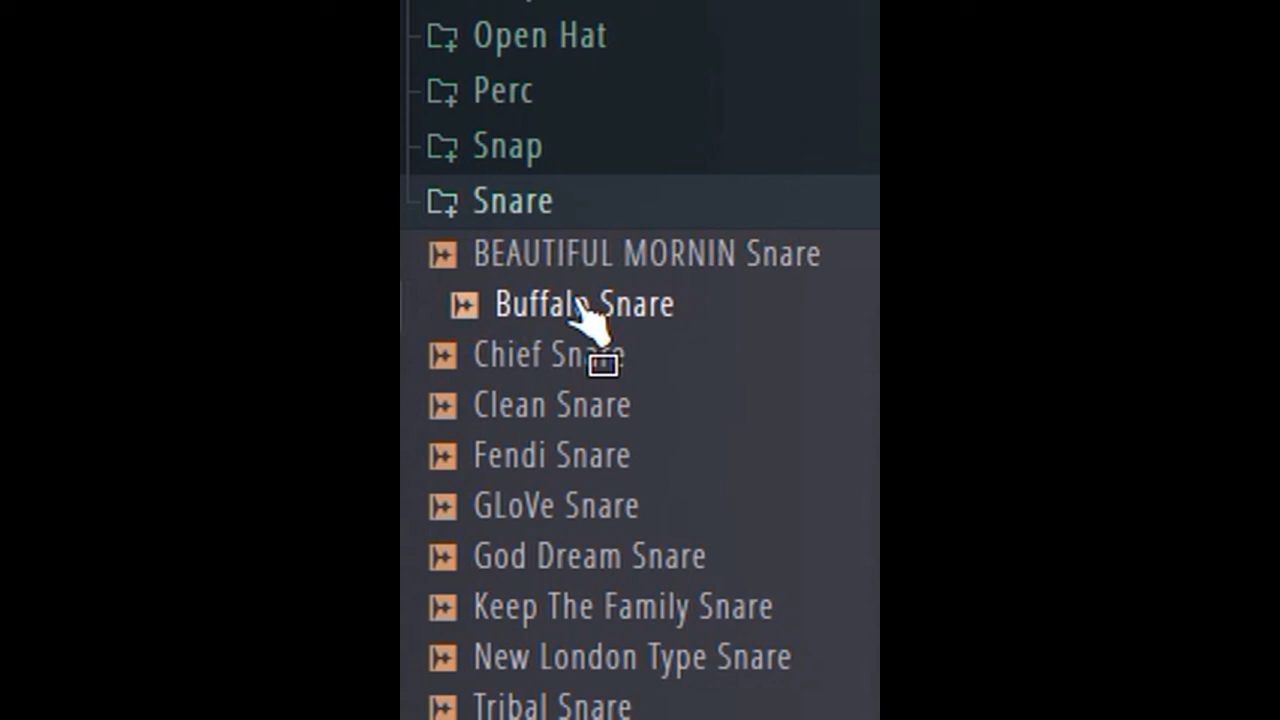 Open Hat
Perc
Snap
Snare
BEAUTIFUL MORNIN Snare
Buffalo Snare
Chief Snare
Clean Snare
Fendi Snare
GLoVe Snare
God Dream Snare
Keep The Family Snare
New London Type Snare
Tribal Snare